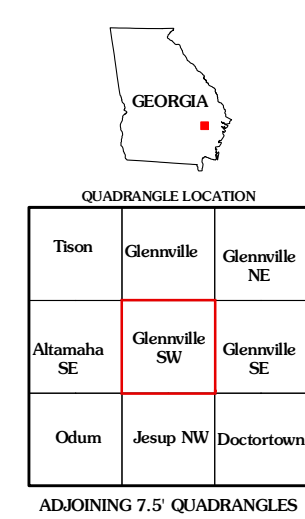 GEORGIA
QUADRANGLE LOCATION
Tison
Glennville
Glennville
NE
Altamaha
SE
Glennville
SW
Glennville
SE
Odum
Jesup NW
Doctortown
ADJOINING 7.5' QUADRANGLES